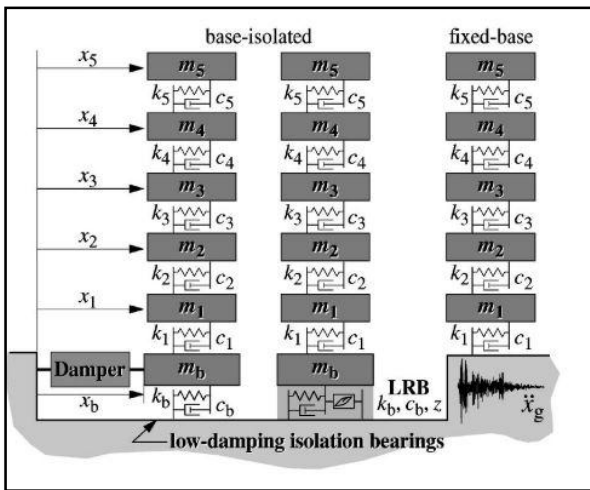 base-isolated fixed-base
x5 m5 m5 m5
k5 c5 k5 c5 k5 c5
x4 m4 m4 m4
k4 c4 k4 c4 k4 c4
x3 m3 m3 m3
k3 c3 k3 c3 k3 c3
x2 m2 m2 m2
k2 c2 k2 c2 k2 c2
x1 m1 m1 m1
k1 c1 k1 c1 k1 c1
Damper mb mb
LRB
xb kb cb kb, cb, z ẍg
low-damping isolation bearings